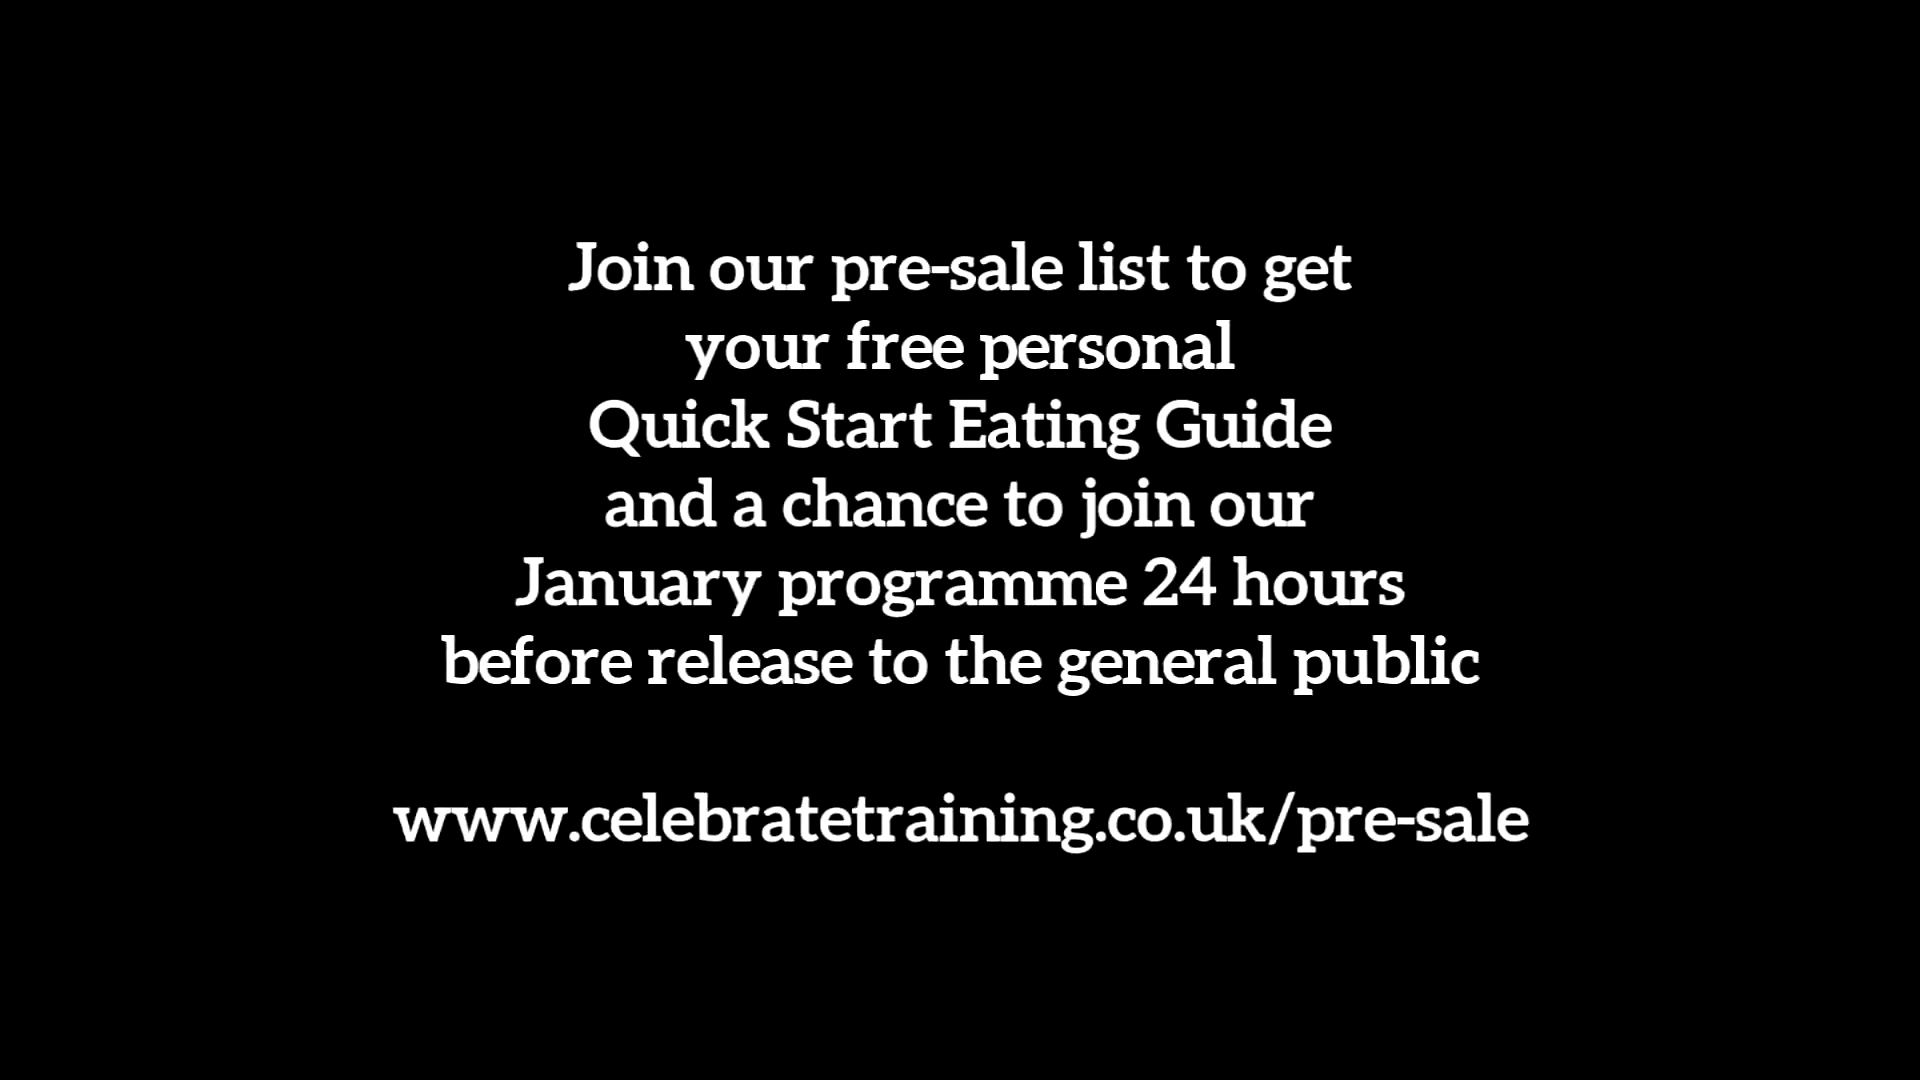 Join our pre-sale list to get
your free personal
Quick Start Eating Guide
and a chance to join our
January programme 24 hours
before release to the general public
www.celebratetraining.co.uk/pre-sale